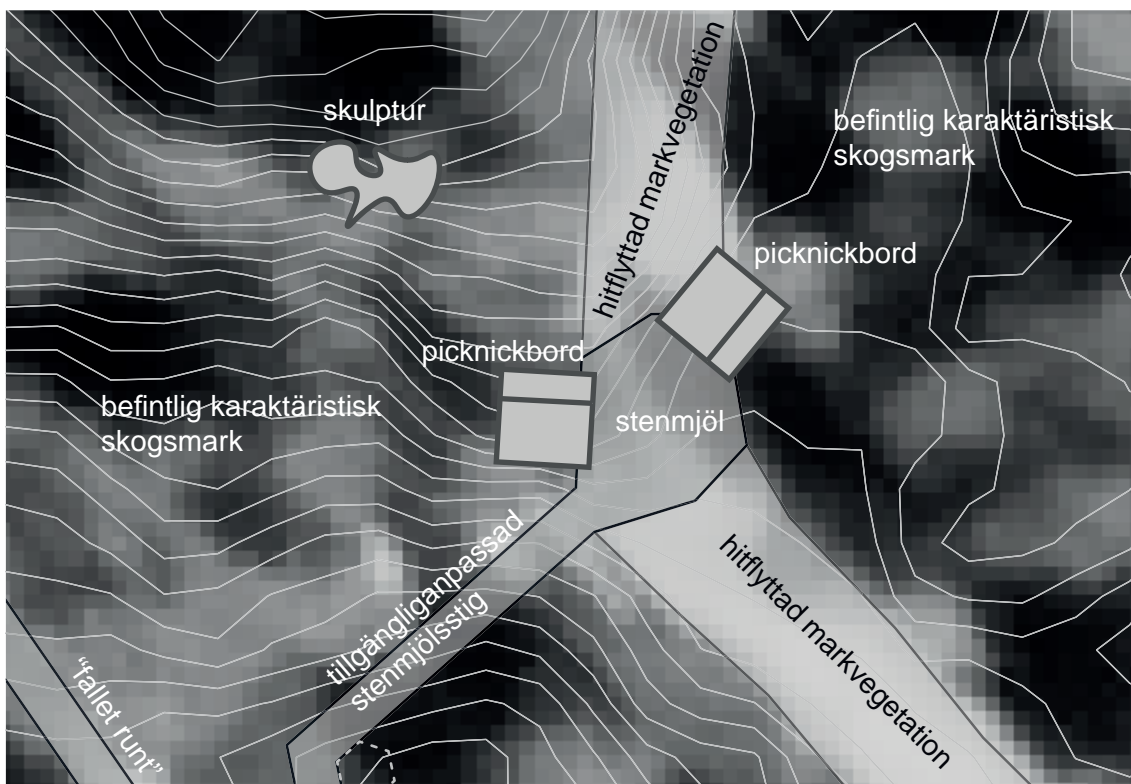 skulptur
hitflyttad markvegetation
befintlig karaktäristisk
skogsmark
picknickbord
picknickbord
befintlig karaktäristisk
skogsmark
stenmjöl
tillgängliganpassad
stenmjölsstig
hitflyttad markvegetation
“fallet runt”